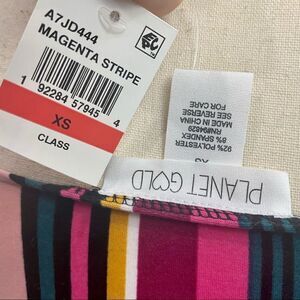 A7JD444
MAGENTA STRIPE
1 92284 57945 4
XS
CLASS
PLANET GOLD
XS
92% POLYESTER
8% SPANDEX
RN#94820
MADE IN CHINA
SEE REVERSE
FOR CARE